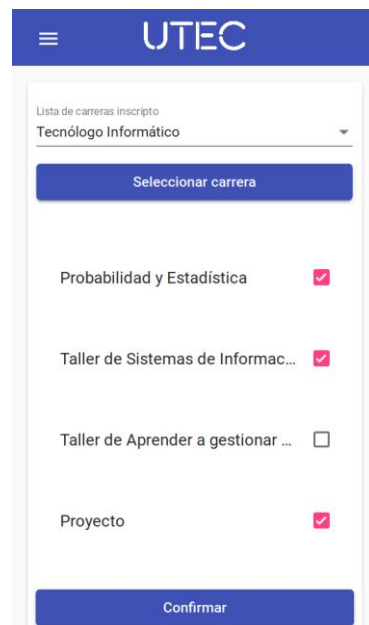 UTEC
Lista de carreras inscripto
Tecnólogo Informático
Seleccionar carrera
Probabilidad y Estadística
Taller de Sistemas de Informac...
Taller de Aprender a gestionar ...
Proyecto
Confirmar